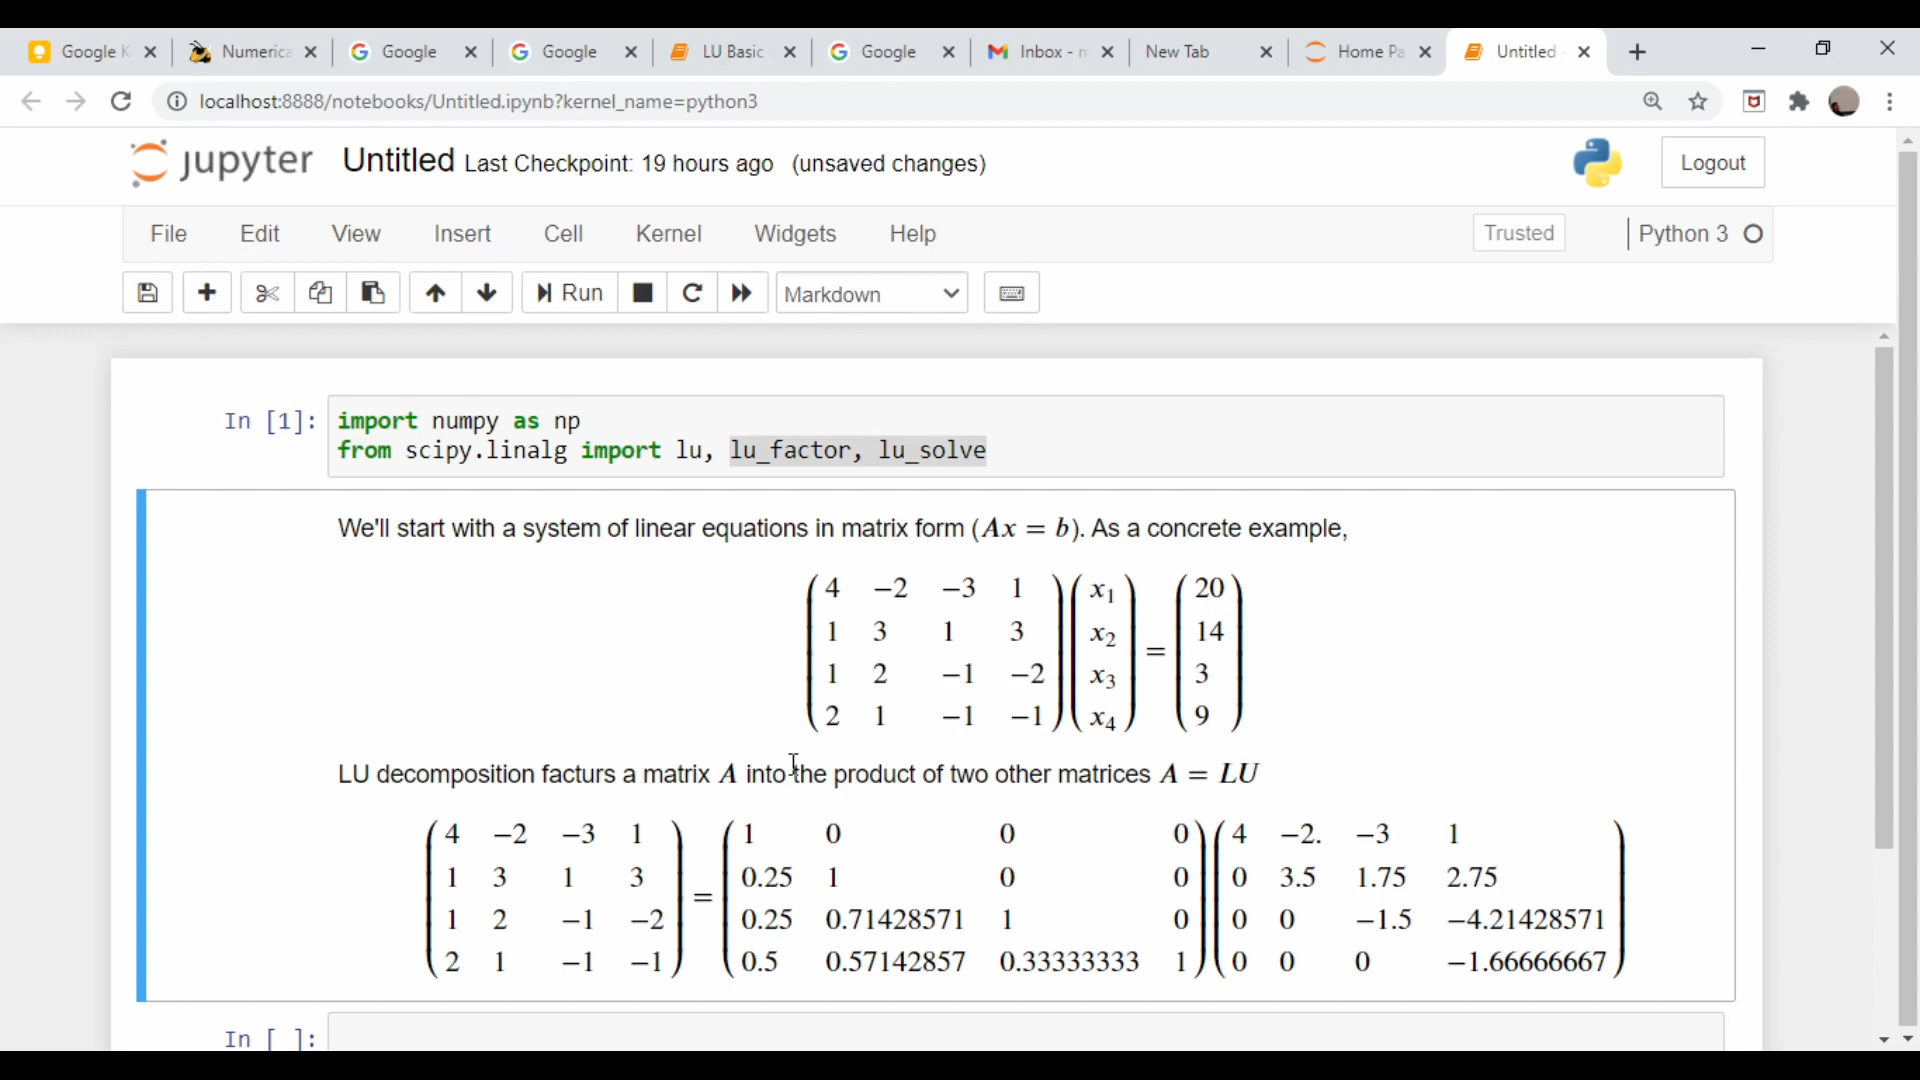 Google K Numerica Google Google LU Basic Google Inbox - n New Tab Home Pa Untitled -
localhost:8888/notebooks/Untitled.ipynb?kernel_name=python3
jupyter Untitled Last Checkpoint: 19 hours ago (unsaved changes) Logout
File Edit View Insert Cell Kernel Widgets Help Trusted Python 3
Run Markdown
In [1]: import numpy as np
from scipy.linalg import lu, lu_factor, lu_solve
We'll start with a system of linear equations in matrix form (Ax = b). As a concrete example,
4 −2 −3 1 x1 20
1 3 1 3 x2 14
=
1 2 −1 −2 x3 3
2 1 −1 −1 x4 9
LU decomposition facturs a matrix A into the product of two other matrices A = LU
4 −2 −3 1 1 0 0 0 4 −2. −3 1
1 3 1 3 0.25 1 0 0 0 3.5 1.75 2.75
=
1 2 −1 −2 0.25 0.71428571 1 0 0 0 −1.5 −4.21428571
2 1 −1 −1 0.5 0.57142857 0.33333333 1 0 0 0 −1.66666667
In [ ]: